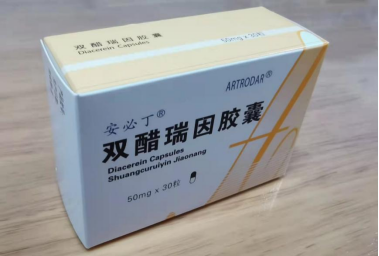 双醋瑞因胶囊
Diacerein Capsules
50mg x 30粒
ARTRODAR®
安必丁®
双醋瑞因胶囊
Diacerein Capsules
Shuangcuruiyin Jiaonang
50mg x 30粒